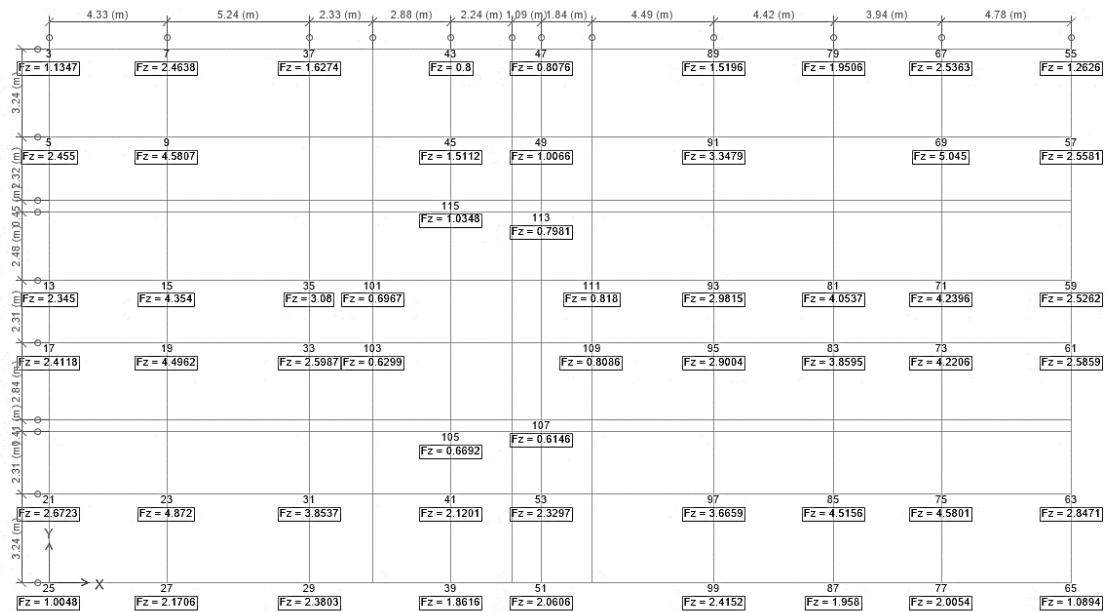 4.33 (m) 5.24 (m) 2.33 (m) 2.88 (m) 2.24 (m) 1.09 (m) 1.84 (m) 4.49 (m) 4.42 (m) 3.94 (m) 4.78 (m)
3 7 37 43 47 89 79 67 55
Fz = 1.1347 Fz = 2.4638 Fz = 1.6274 Fz = 0.8 Fz = 0.8076 Fz = 1.5196 Fz = 1.9506 Fz = 2.5363 Fz = 1.2626
3.24 (m)
5 9 45 49 91 69 57
Fz = 2.455 Fz = 4.5807 Fz = 1.5112 Fz = 1.0066 Fz = 3.3479 Fz = 5.045 Fz = 2.5581
2.32 (m)
0.45 (m)
115
Fz = 1.0348
113
Fz = 0.7981
2.48 (m)
13 15 35 101 111 93 81 71 59
Fz = 2.345 Fz = 4.354 Fz = 3.08 Fz = 0.6967 Fz = 0.818 Fz = 2.9815 Fz = 4.0537 Fz = 4.2396 Fz = 2.5262
2.31 (m)
17 19 33 103 109 95 83 73 61
Fz = 2.4118 Fz = 4.4962 Fz = 2.5987 Fz = 0.6299 Fz = 0.8086 Fz = 2.9004 Fz = 3.8595 Fz = 4.2206 Fz = 2.5859
2.84 (m)
0.41 (m)
107
Fz = 0.6146
105
Fz = 0.6692
2.31 (m)
21 23 31 41 53 97 85 75 63
Fz = 2.6723 Fz = 4.872 Fz = 3.8537 Fz = 2.1201 Fz = 2.3297 Fz = 3.6659 Fz = 4.5156 Fz = 4.5801 Fz = 2.8471
3.24 (m)
Y
X
25 27 29 39 51 99 87 77 65
Fz = 1.0048 Fz = 2.1706 Fz = 2.3803 Fz = 1.8616 Fz = 2.0606 Fz = 2.4152 Fz = 1.958 Fz = 2.0054 Fz = 1.0894